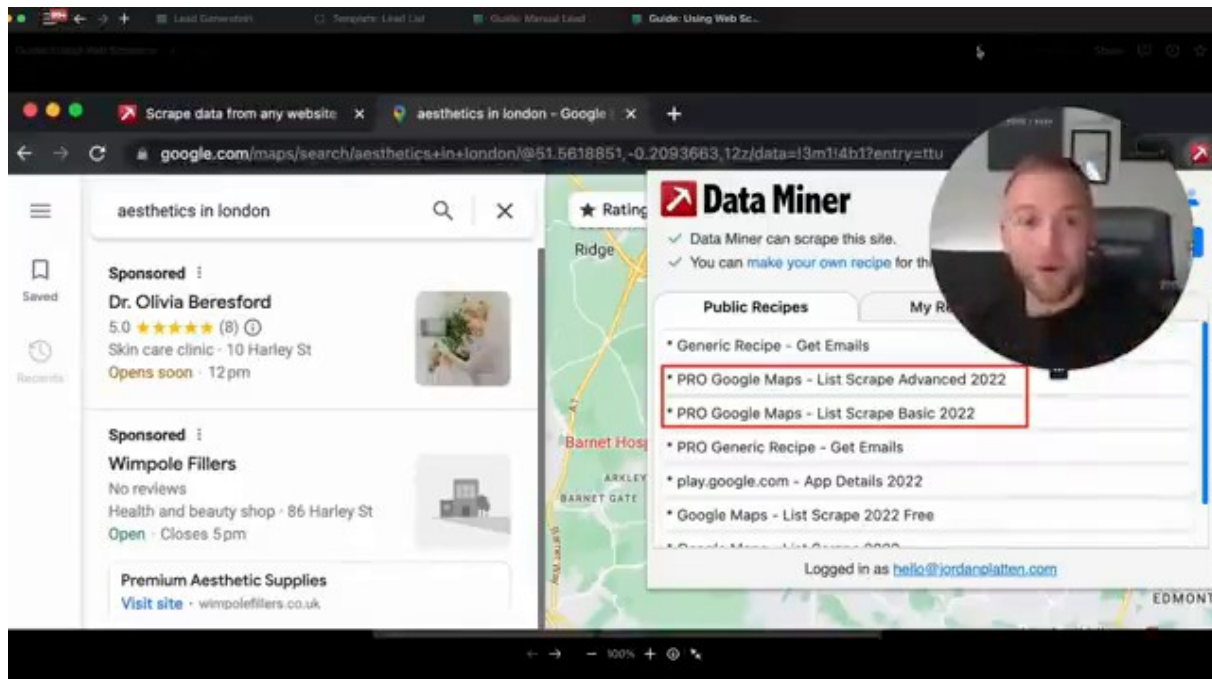 99+
Lead Generation
Template: Lead List
Guide: Manual Lead
Guide: Using Web Sc...
Share
Scrape data from any website
aesthetics in london - Google
google.com/maps/search/aesthetics+in+london/@51.5618851,-0.2093663,12z/data=!3m1!4b1?entry=ttu
aesthetics in london
Saved
Recents
Sponsored
Dr. Olivia Beresford
5.0 ★★★★★ (8)
Skin care clinic · 10 Harley St
Opens soon · 12pm
Sponsored
Wimpole Fillers
No reviews
Health and beauty shop · 86 Harley St
Open · Closes 5pm
Premium Aesthetic Supplies
Visit site · wimpolefillers.co.uk
★ Rating
Ridge
A1
Barnet Hosp
ARKLEY
BARNET GATE
EDMONT
Data Miner
✓ Data Miner can scrape this site.
✓ You can make your own recipe for th
Public Recipes
My Re
* Generic Recipe - Get Emails
* PRO Google Maps - List Scrape Advanced 2022
* PRO Google Maps - List Scrape Basic 2022
* PRO Generic Recipe - Get Emails
* play.google.com - App Details 2022
* Google Maps - List Scrape 2022 Free
Logged in as hello@jordanplatten.com
100%